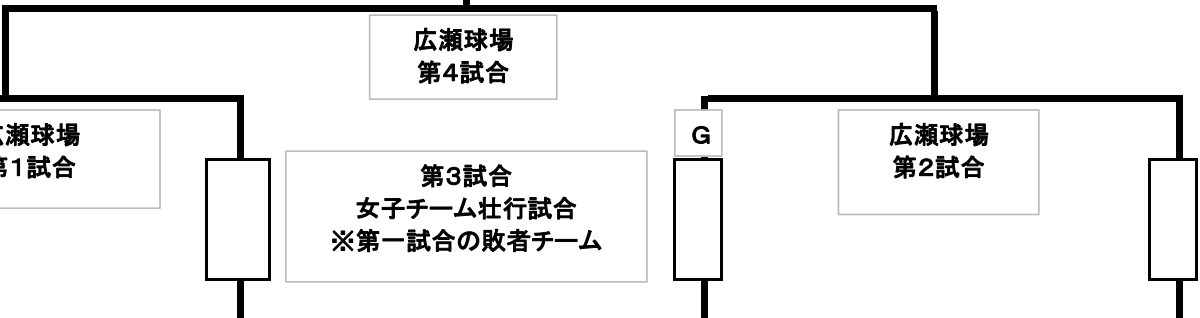 広瀬球場
第4試合
瀬球場
第1試合
G
広瀬球場
第2試合
第3試合
女子チーム壮行試合
※第一試合の敗者チーム